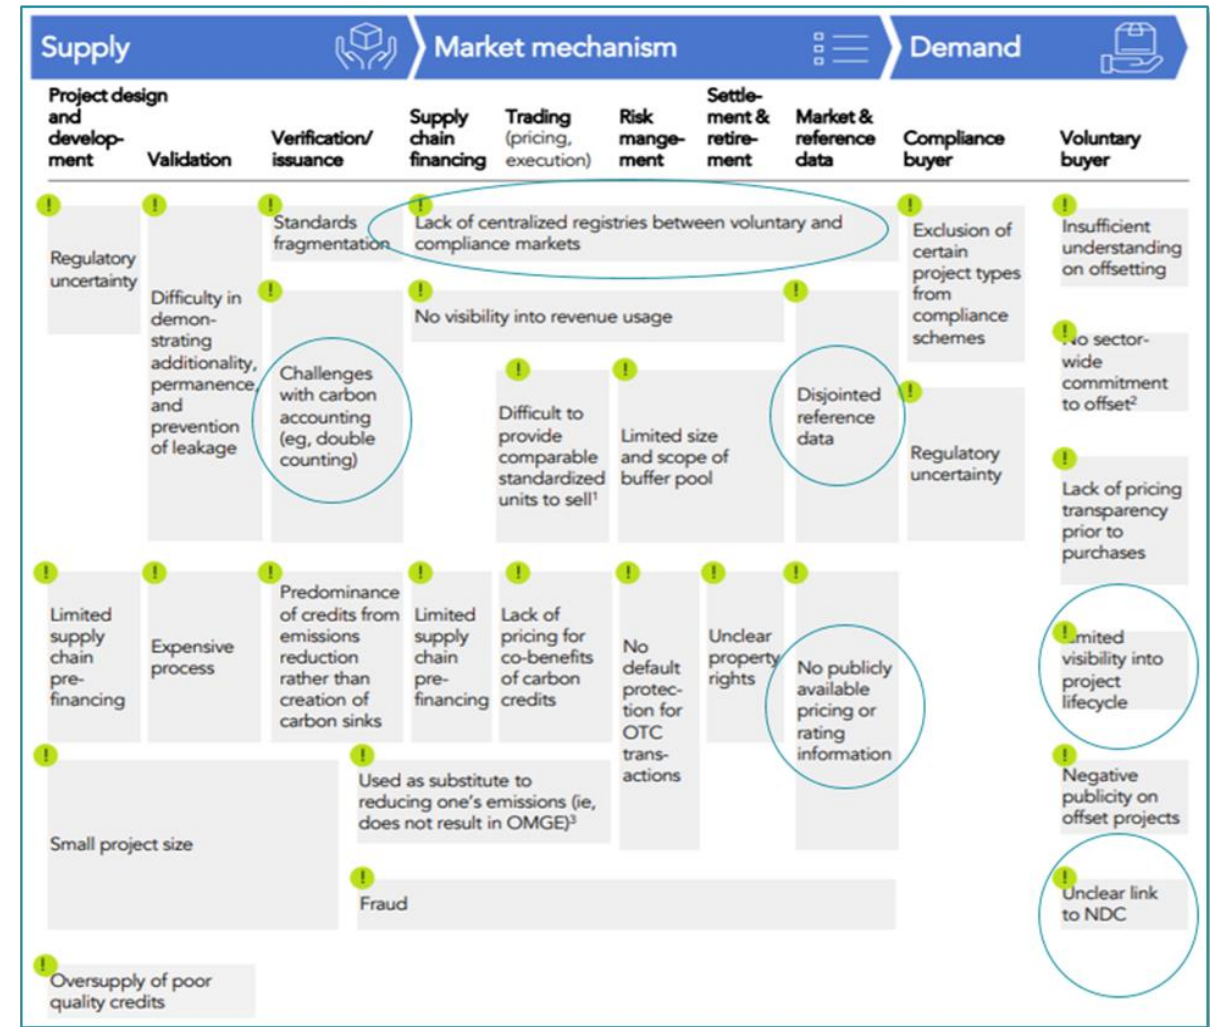 Supply
Market mechanism
Demand
Project design
and
develop-
ment
Validation
Verification/
issuance
Supply
chain
financing
Trading
(pricing,
execution)
Risk
mange-
ment
Settle-
ment &
retire-
ment
Market &
reference
data
Compliance
buyer
Voluntary
buyer
Regulatory
uncertainty
Difficulty in
demon-
strating
additionality,
permanence,
and
prevention
of leakage
Standards
fragmentation
Lack of centralized registries between voluntary and
compliance markets
Exclusion of
certain
project types
from
compliance
schemes
Insufficient
understanding
on offsetting
Challenges
with carbon
accounting
(eg, double
counting)
No visibility into revenue usage
Difficult to
provide
comparable
standardized
units to sell¹
Limited size
and scope of
buffer pool
Disjointed
reference
data
Regulatory
uncertainty
No sector-
wide
commitment
to offset²
Lack of pricing
transparency
prior to
purchases
Limited
supply
chain
pre-
financing
Expensive
process
Predominance
of credits from
emissions
reduction
rather than
creation of
carbon sinks
Limited
supply
chain
pre-
financing
Lack of
pricing for
co-benefits
of carbon
credits
No
default
protec-
tion for
OTC
trans-
actions
Unclear
property
rights
No publicly
available
pricing or
rating
information
Limited
visibility into
project
lifecycle
Small project size
Used as substitute to
reducing one's emissions (ie,
does not result in OMGE)³
Negative
publicity on
offset projects
Fraud
Unclear link
to NDC
Oversupply of poor
quality credits